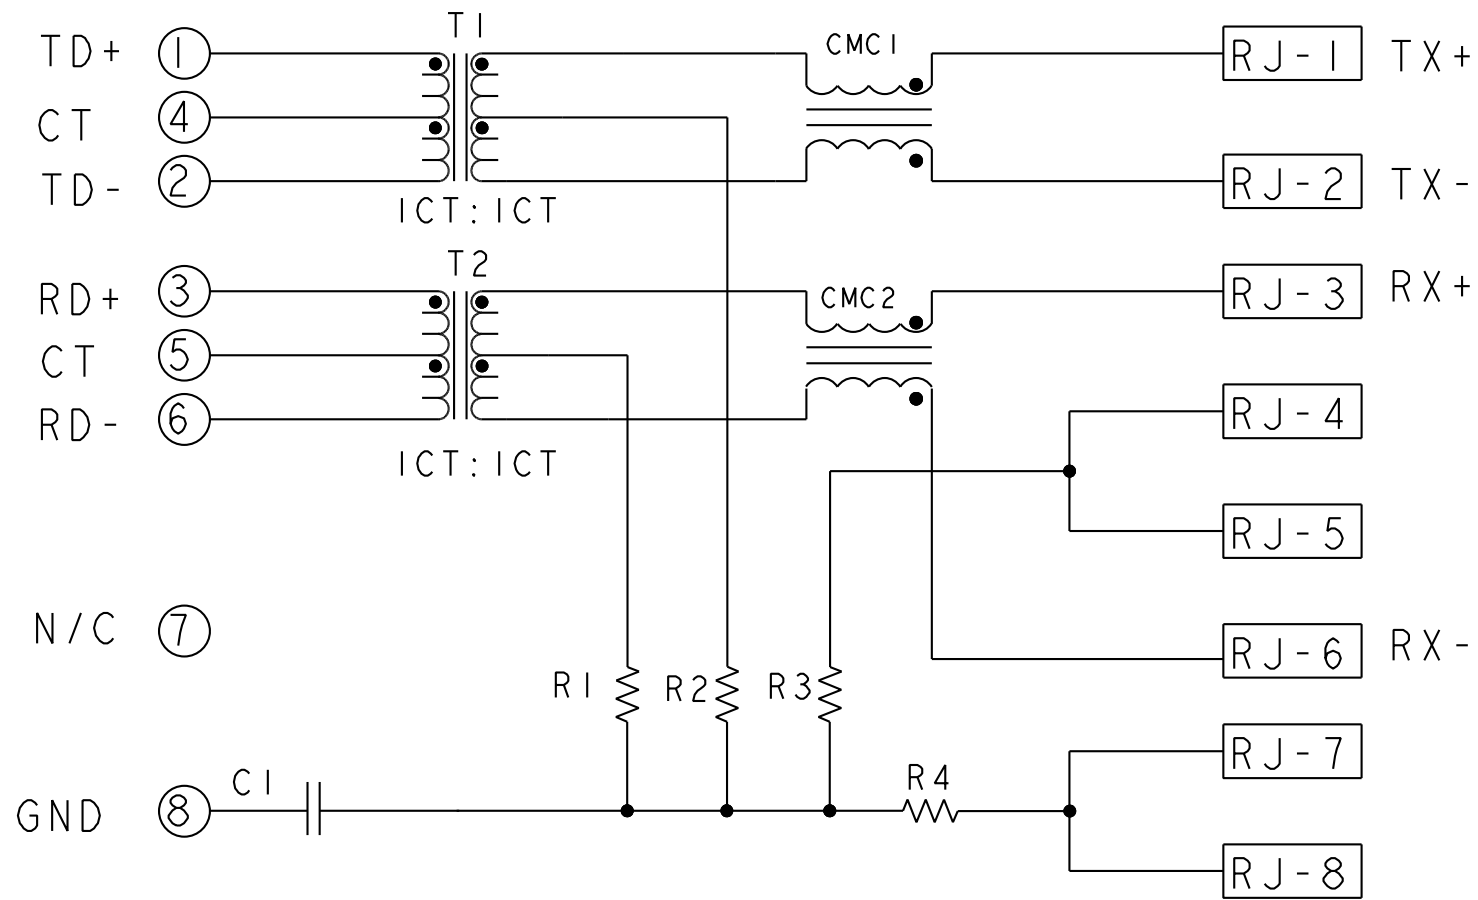 T1
TD+ 1 CMC1 RJ-1 TX+
CT 4
TD- 2 RJ-2 TX-
1CT:1CT
T2
RD+ 3 CMC2 RJ-3 RX+
CT 5
RD- 6 RJ-4
1CT:1CT
RJ-5
N/C 7 RJ-6 RX-
R1 R2 R3
RJ-7
C1 R4
GND 8
RJ-8